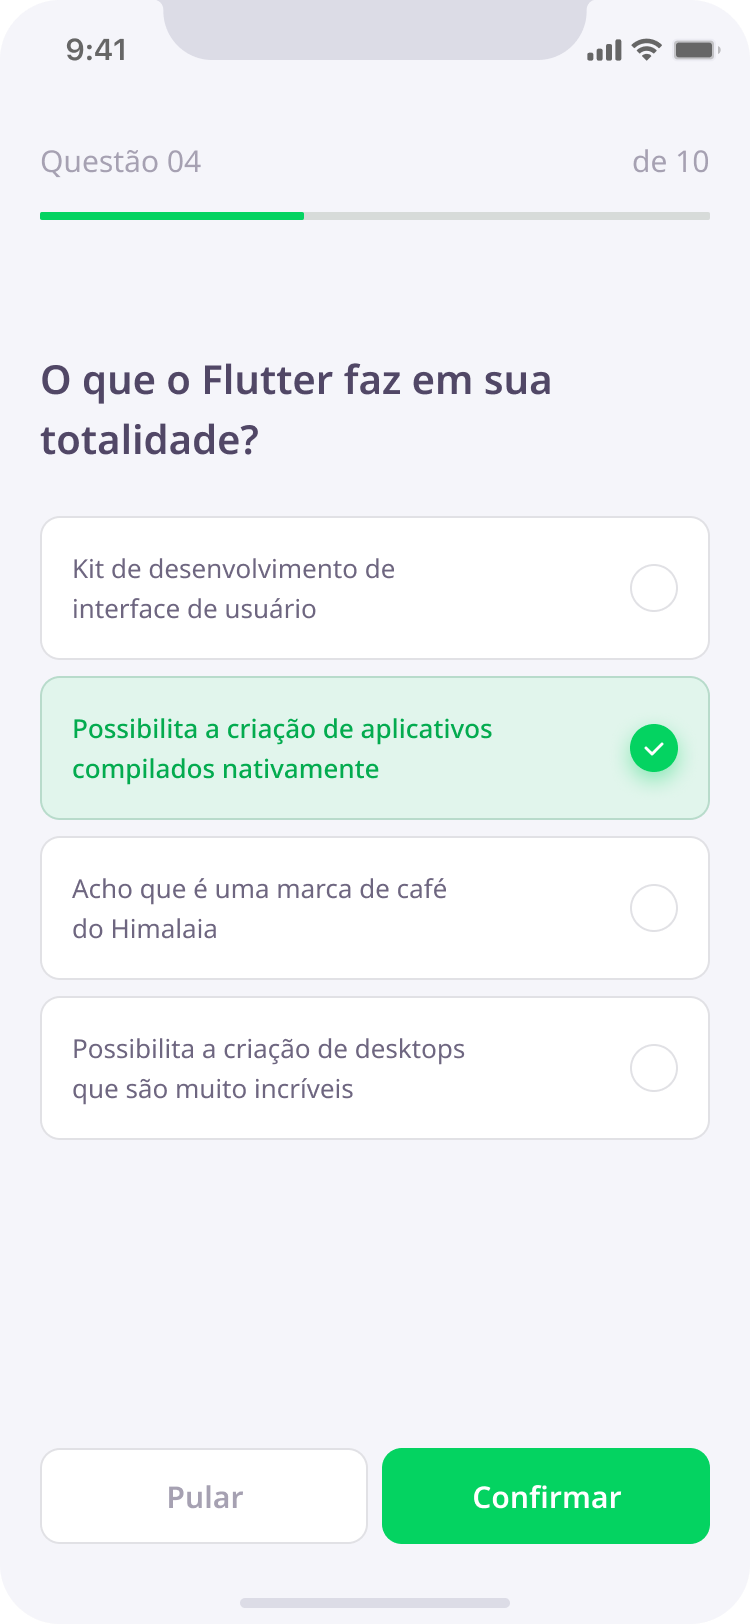 9:41
Questão 04
de 10
O que o Flutter faz em sua
totalidade?
Kit de desenvolvimento de
interface de usuário
Possibilita a criação de aplicativos
compilados nativamente
Acho que é uma marca de café
do Himalaia
Possibilita a criação de desktops
que são muito incríveis
Pular
Confirmar